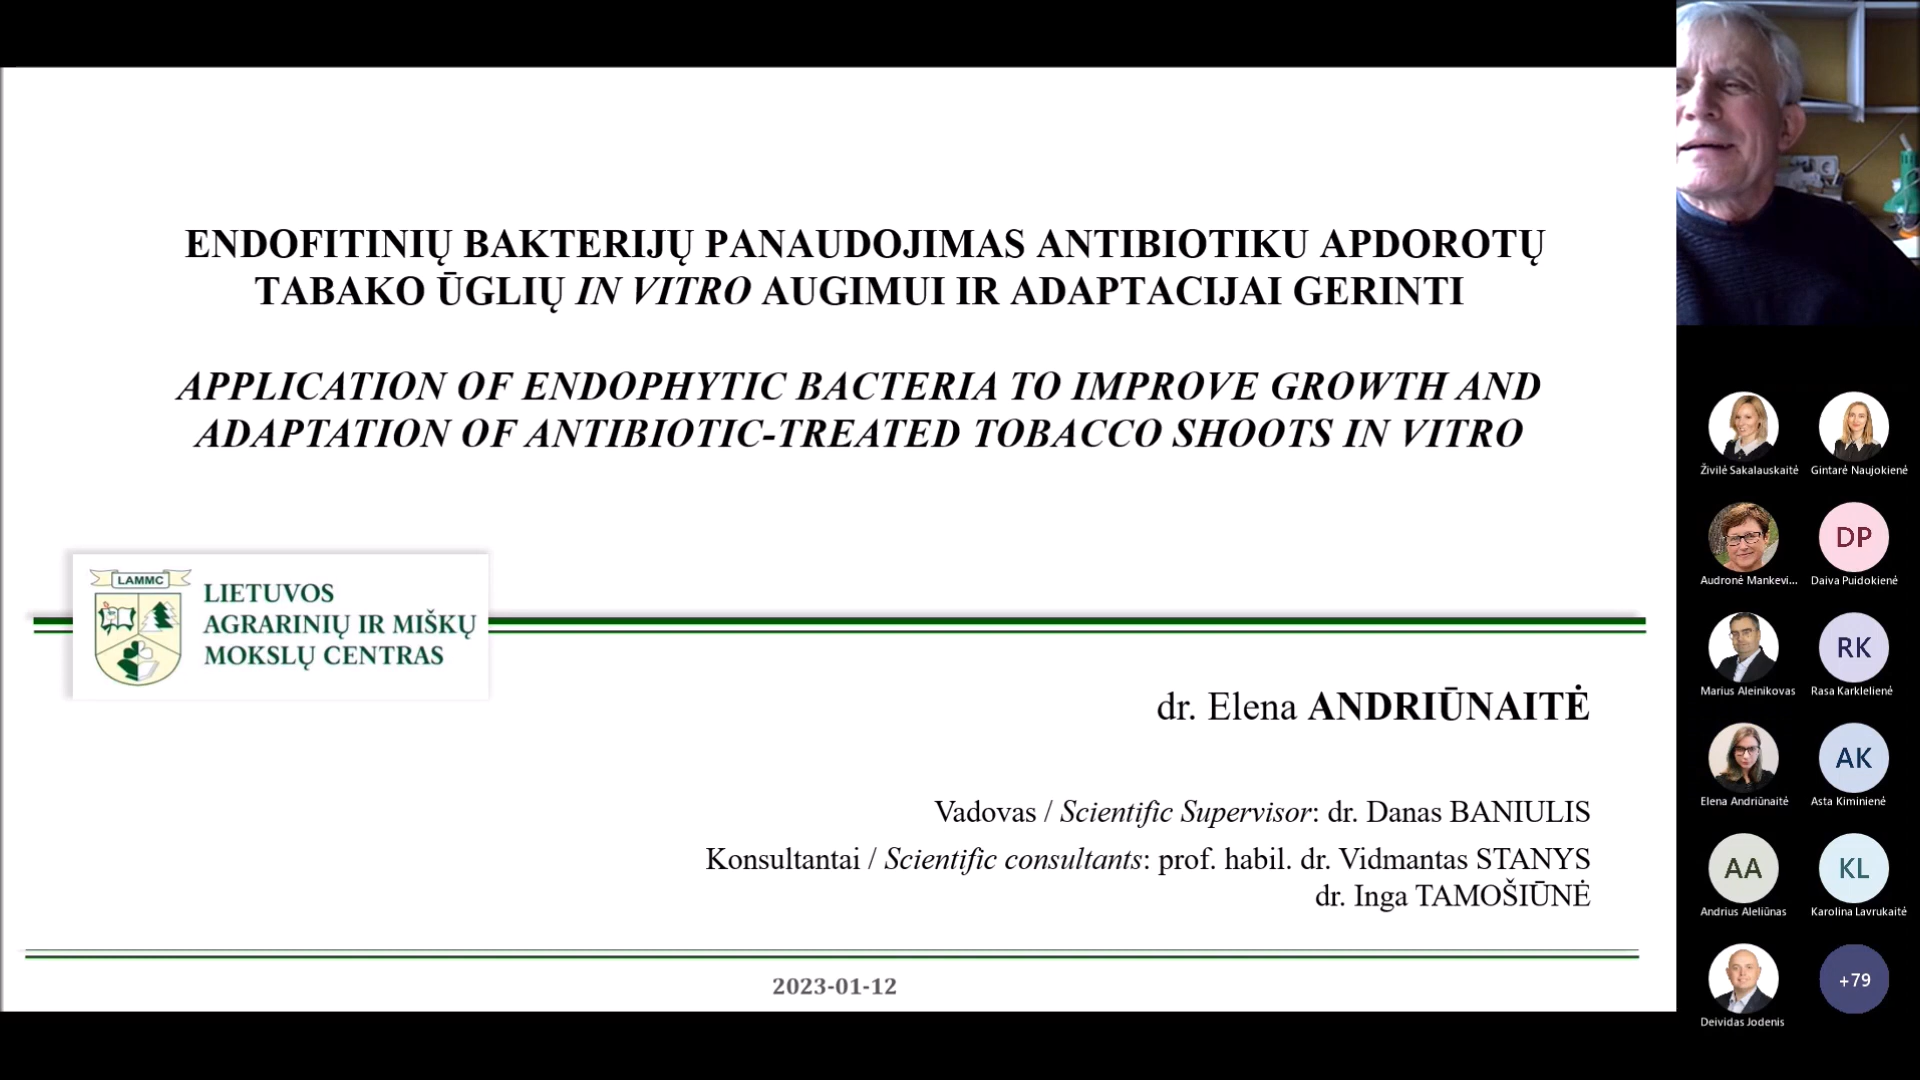 ENDOFITINIŲ BAKTERIJŲ PANAUDOJIMAS ANTIBIOTIKU APDOROTŲ
TABAKO ŪGLIŲ IN VITRO AUGIMUI IR ADAPTACIJAI GERINTI
APPLICATION OF ENDOPHYTIC BACTERIA TO IMPROVE GROWTH AND
ADAPTATION OF ANTIBIOTIC-TREATED TOBACCO SHOOTS IN VITRO
LAMMC
LIETUVOS
AGRARINIŲ IR MIŠKŲ
MOKSLŲ CENTRAS
dr. Elena ANDRIŪNAITĖ
Vadovas / Scientific Supervisor: dr. Danas BANIULIS
Konsultantai / Scientific consultants: prof. habil. dr. Vidmantas STANYS
dr. Inga TAMOŠIŪNĖ
2023-01-12
Živilė Sakalauskaitė
Gintarė Naujokienė
DP
Audronė Mankevi...
Daiva Puidokienė
RK
Marius Aleinikovas
Rasa Karklelienė
AK
Elena Andriūnaitė
Asta Kiminienė
AA
KL
Andrius Aleliūnas
Karolina Lavrukaitė
+79
Deividas Jodenis